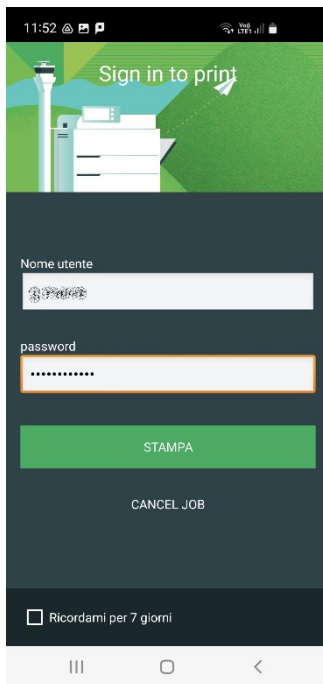 11:52
Sign in to print
Nome utente
password
••••••••••••
STAMPA
CANCEL JOB
Ricordami per 7 giorni